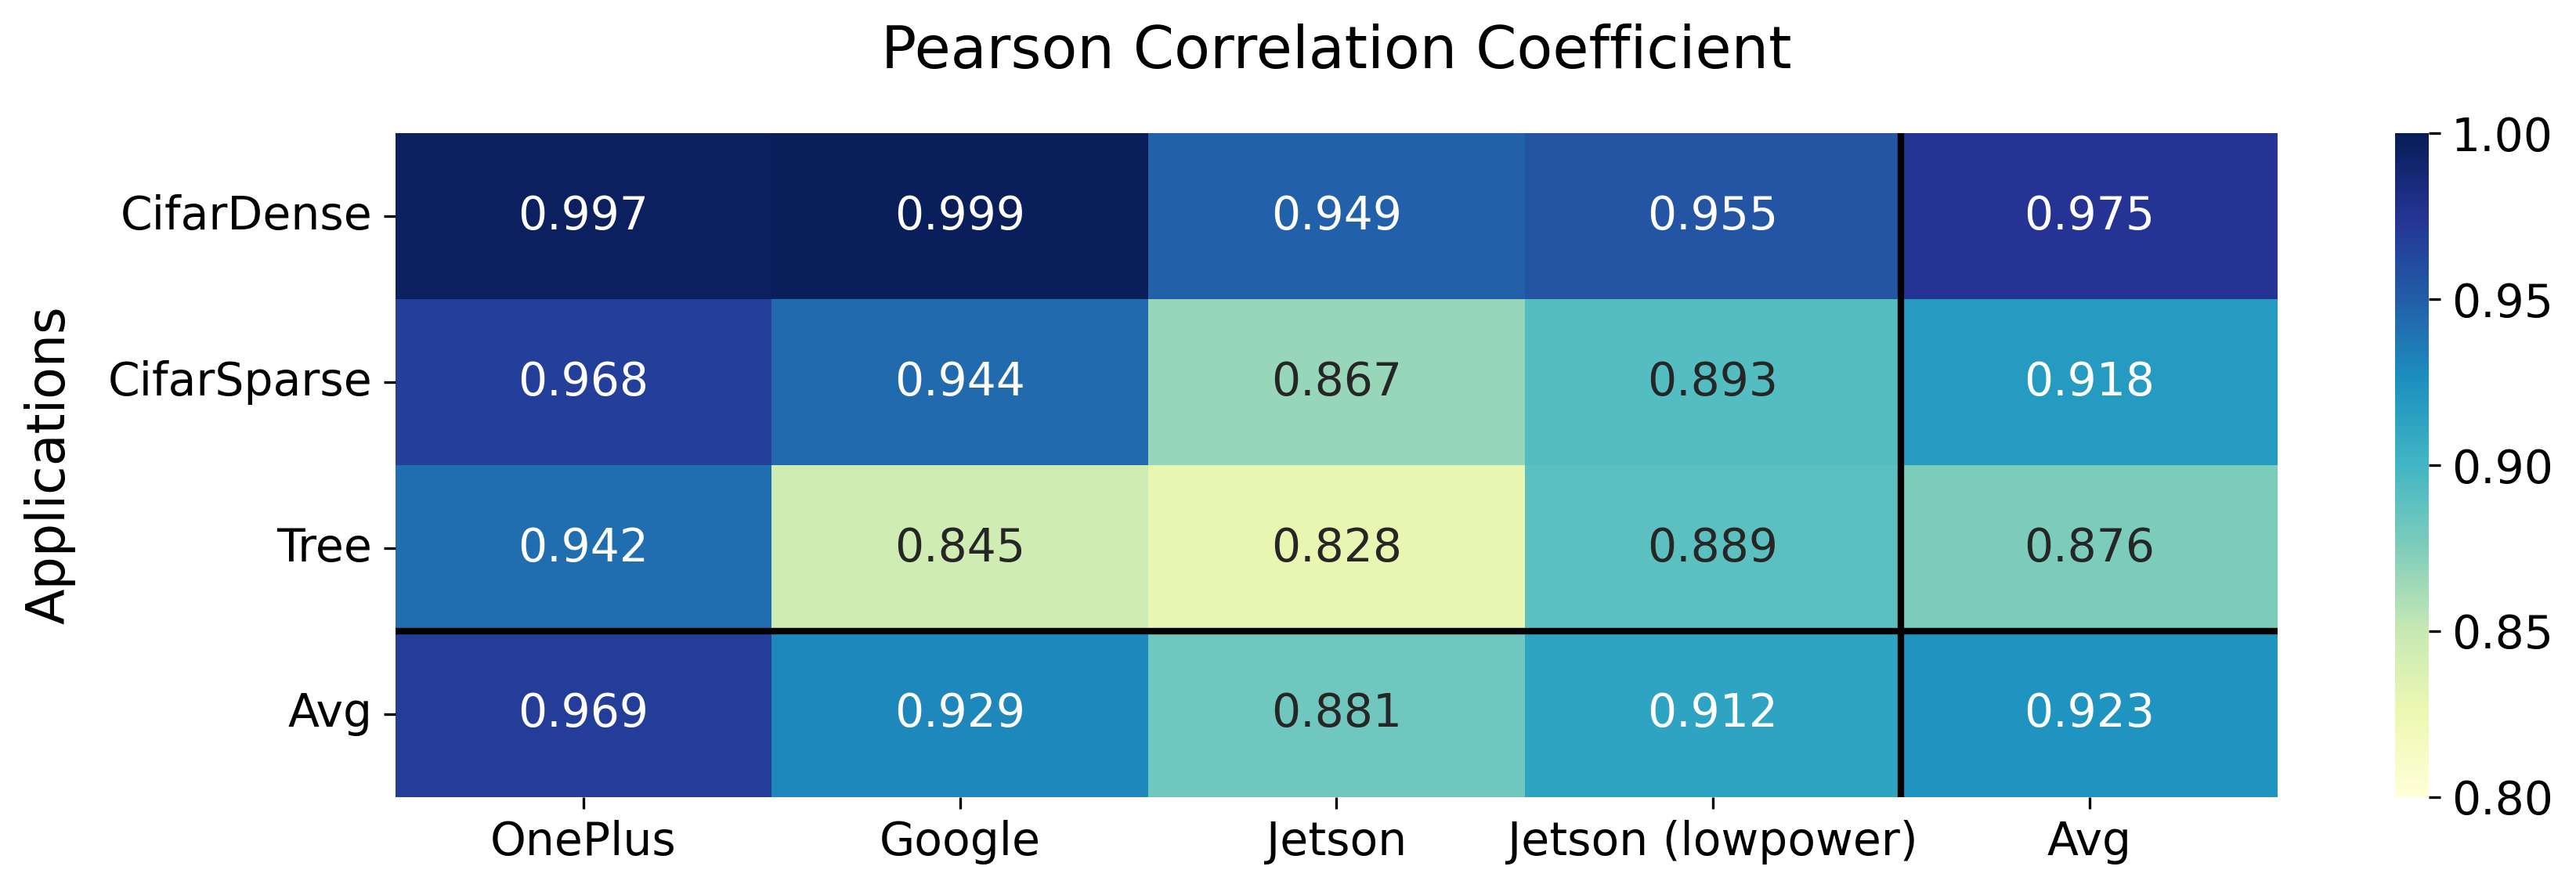 Pearson Correlation Coefficient
Applications
CifarDense 0.997 0.999 0.949 0.955 0.975
CifarSparse 0.968 0.944 0.867 0.893 0.918
Tree 0.942 0.845 0.828 0.889 0.876
Avg 0.969 0.929 0.881 0.912 0.923
OnePlus Google Jetson Jetson (lowpower) Avg
1.00
0.95
0.90
0.85
0.80